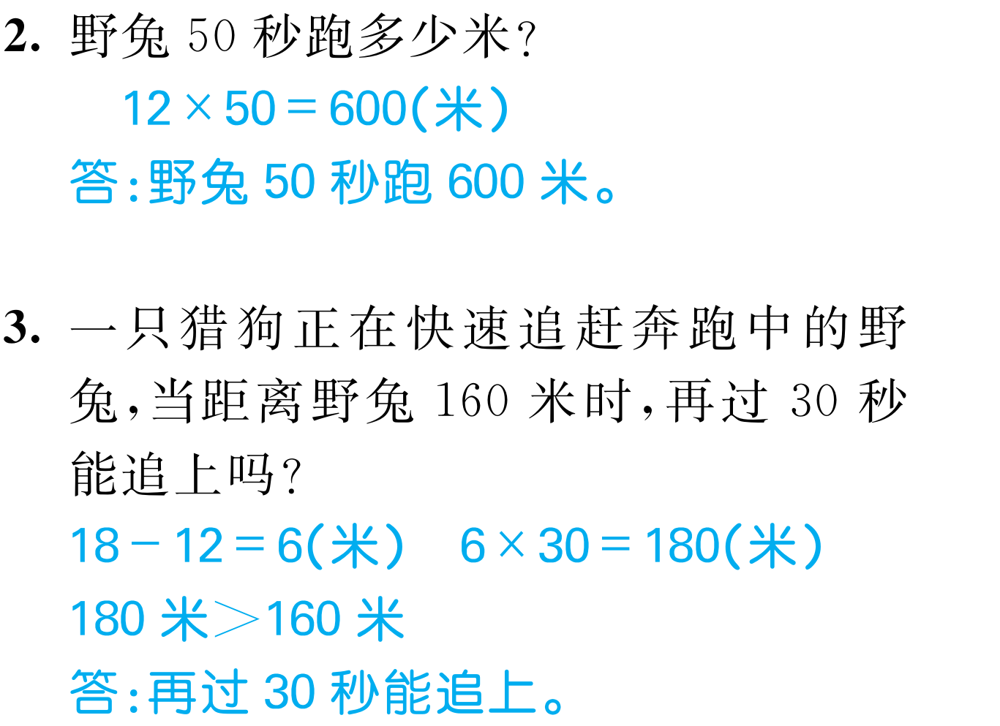 2. 野兔 50 秒跑多少米?
12×50=600(米)
答:野兔 50 秒跑 600 米。
3. 一只猎狗正在快速追赶奔跑中的野
兔,当距离野兔 160 米时,再过 30 秒
能追上吗?
18-12=6(米) 6×30=180(米)
180 米>160 米
答:再过 30 秒能追上。